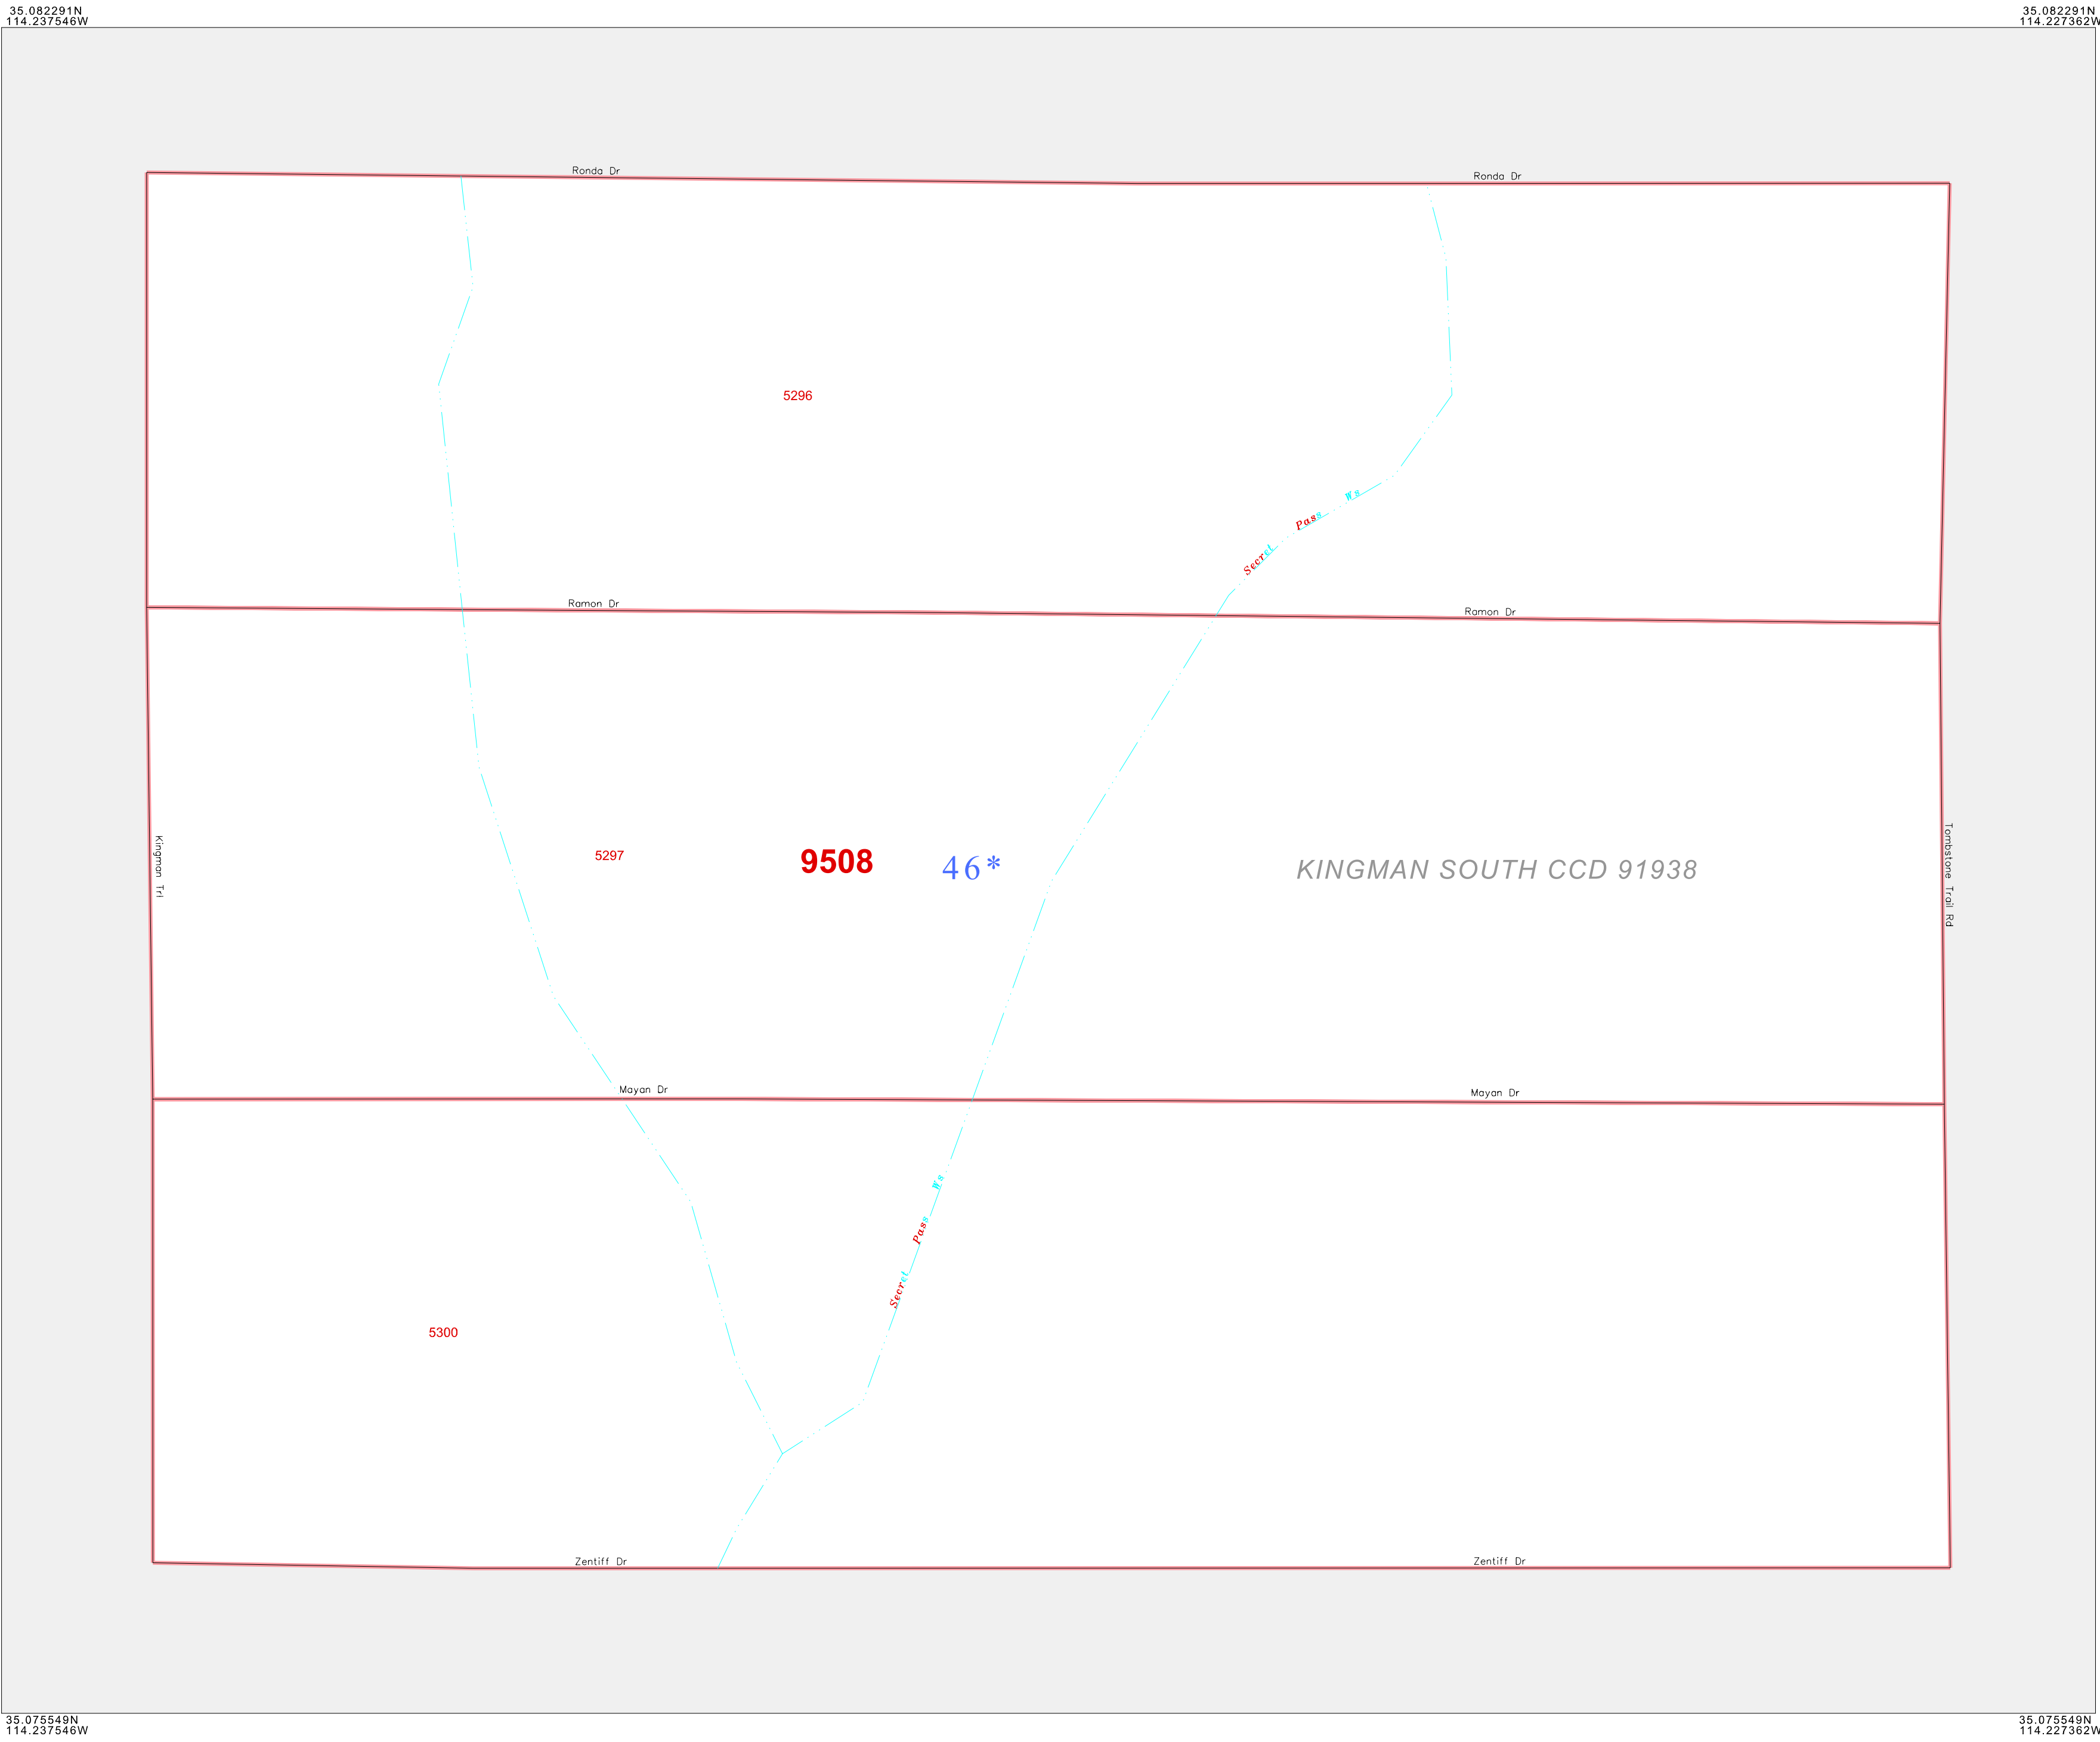 35.082291N
114.237546W
35.082291N
114.227362W
Ronda Dr
Ronda Dr
5296
Secret Pass Ws
Ramon Dr
Ramon Dr
Kingman Trl
5297
9508
46*
KINGMAN SOUTH CCD 91938
Tombstone Trail Rd
Mayan Dr
Mayan Dr
Secret Pass Ws
5300
Zentiff Dr
Zentiff Dr
35.075549N
114.237546W
35.075549N
114.227362W